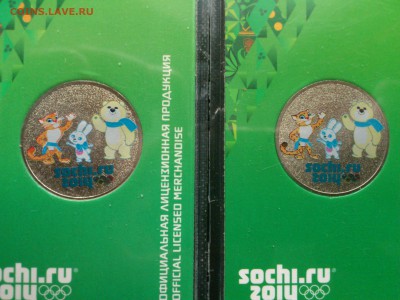 COINS.LAVE.RU
sochi.ru
2014
ОФИЦИАЛЬНАЯ ЛИЦЕНЗИОННАЯ ПРОДУКЦИЯ
OFFICIAL LICENSED MERCHANDISE
sochi.ru
2014
sochi.ru
2014
sochi.ru
2014